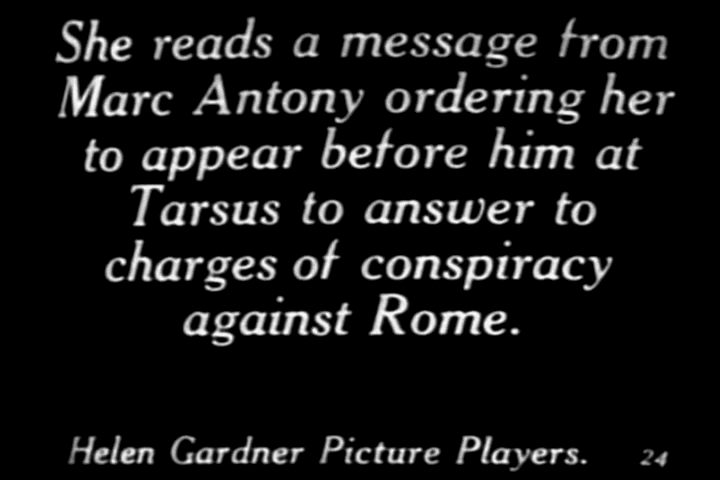 She reads a message from
Marc Antony ordering her
to appear before him at
Tarsus to answer to
charges of conspiracy
against Rome.
Helen Gardner Picture Players. 24